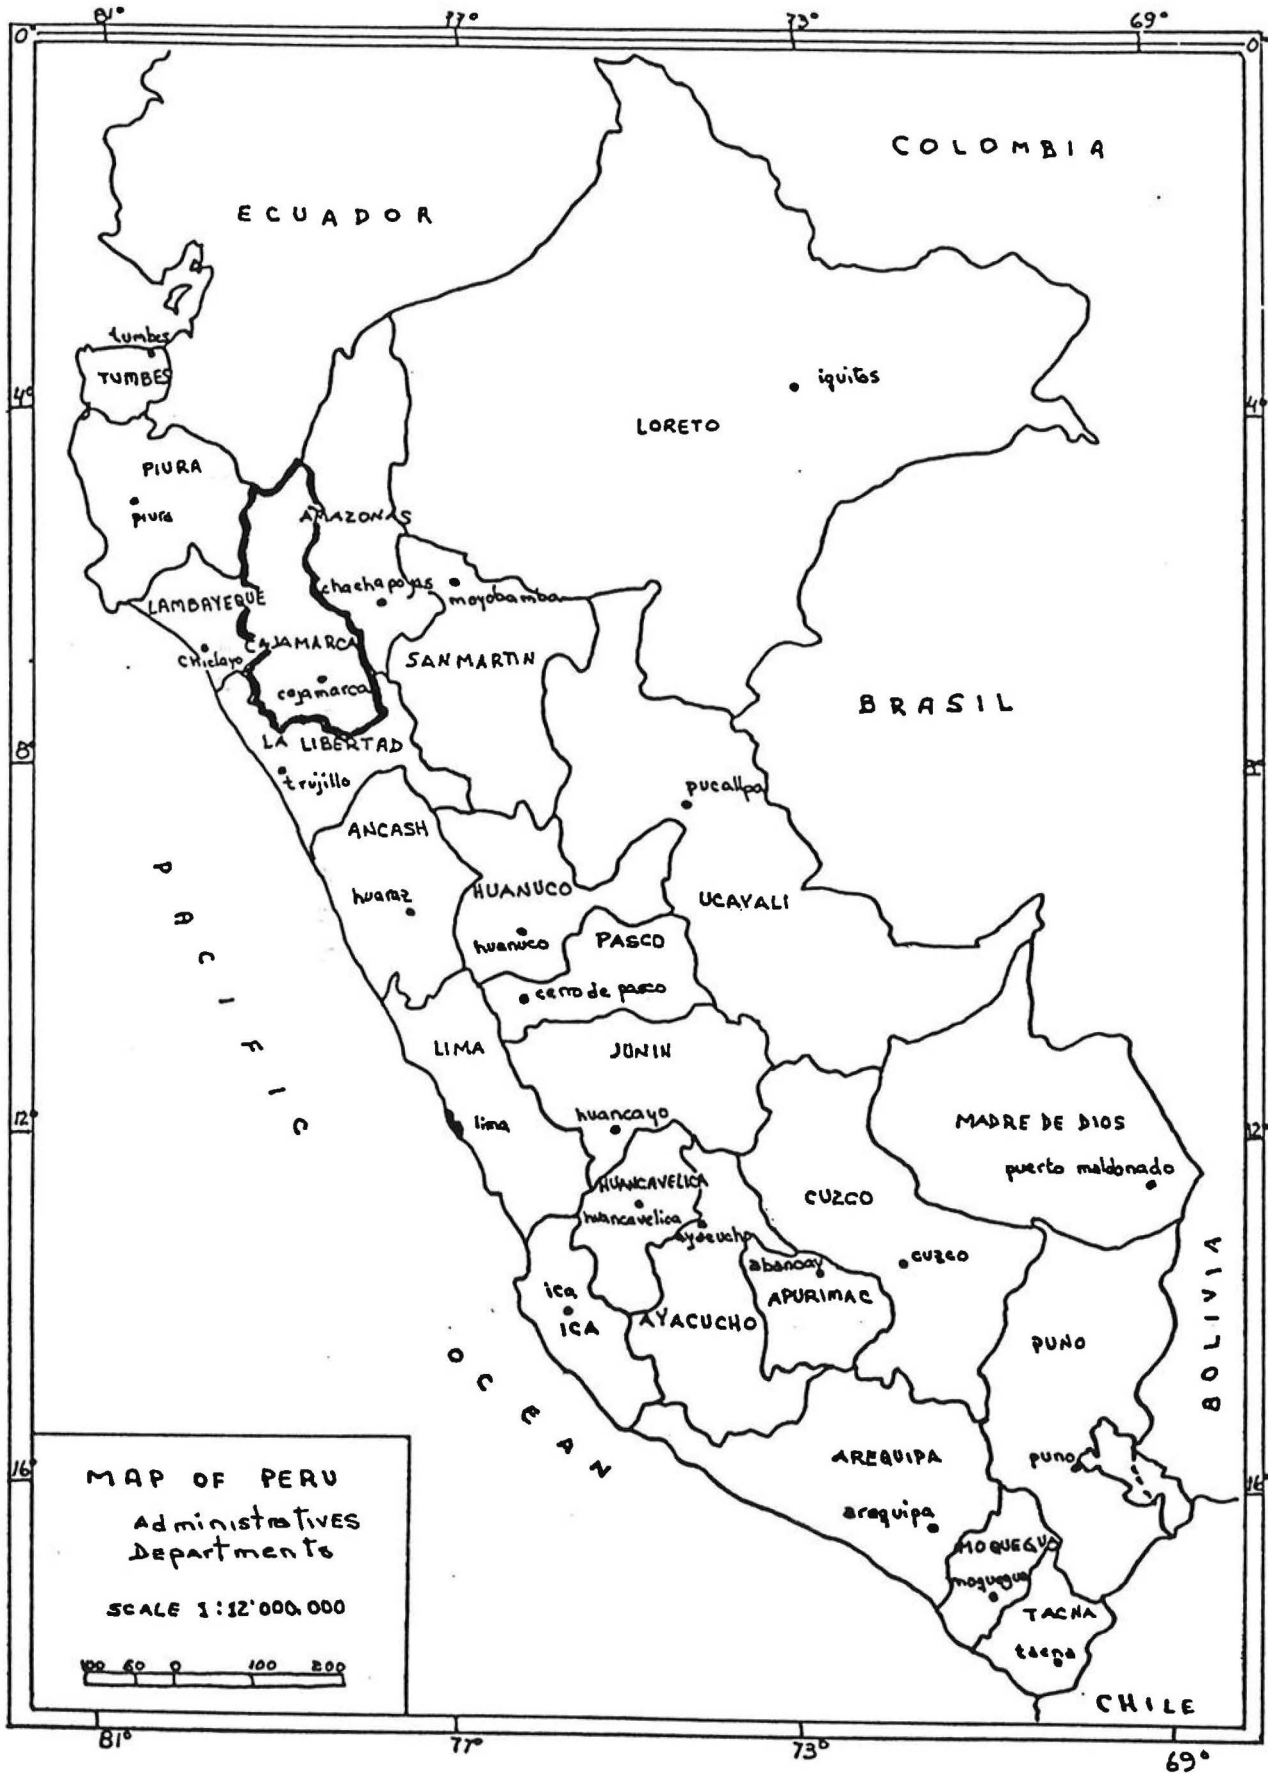 81° 77° 73° 69°
0° 0°
COLOMBIA
ECUADOR
tumbes
TUMBES
iquitos
4° 4°
LORETO
PIURA
piura
AMAZONAS
chachapoyas
moyobamba
LAMBAYEQUE
CAJAMARCA
chiclayo
SAN MARTIN
cajamarca
BRASIL
LA LIBERTAD
8° 8°
trujillo
pucallpa
ANCASH
huaraz
HUANUCO
UCAYALI
huanuco
PASCO
cerro de pasco
PACIFIC
LIMA
JUNIN
lima
huancayo
12° 12°
MADRE DE DIOS
puerto maldonado
HUANCAVELICA
huancavelica
CUZCO
ayacucho
abancay
cuzco
ica
ICA
APURIMAC
AYACUCHO
PUNO
BOLIVIA
OCEAN
AREQUIPA
puno
16° 16°
arequipa
MOQUEGUA
moquegua
TACNA
tacna
CHILE
MAP OF PERU
AdministratIVES
Departments
SCALE 1:12'000,000
100 60 0 100 200
81° 77° 73° 69°